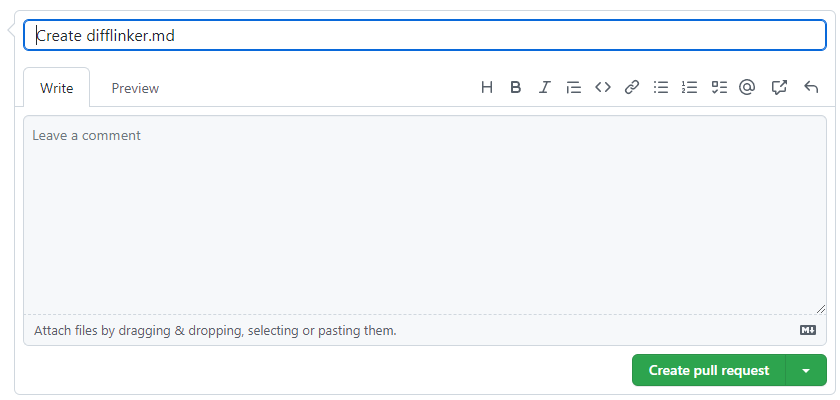 Create difflinker.md
Write Preview
Leave a comment
Attach files by dragging & dropping, selecting or pasting them.
Create pull request